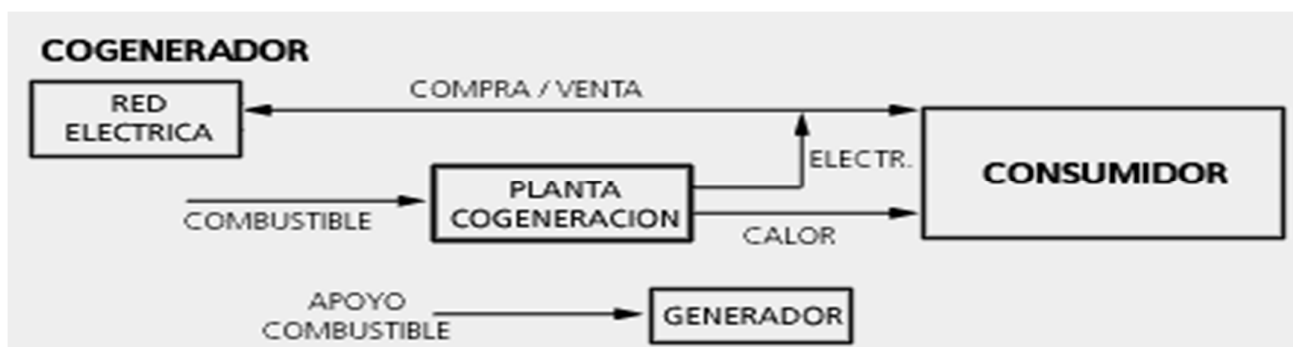 COGENERADOR
RED
ELECTRICA
COMPRA / VENTA
ELECTR.
CONSUMIDOR
COMBUSTIBLE
PLANTA
COGENERACION
CALOR
APOYO
COMBUSTIBLE
GENERADOR